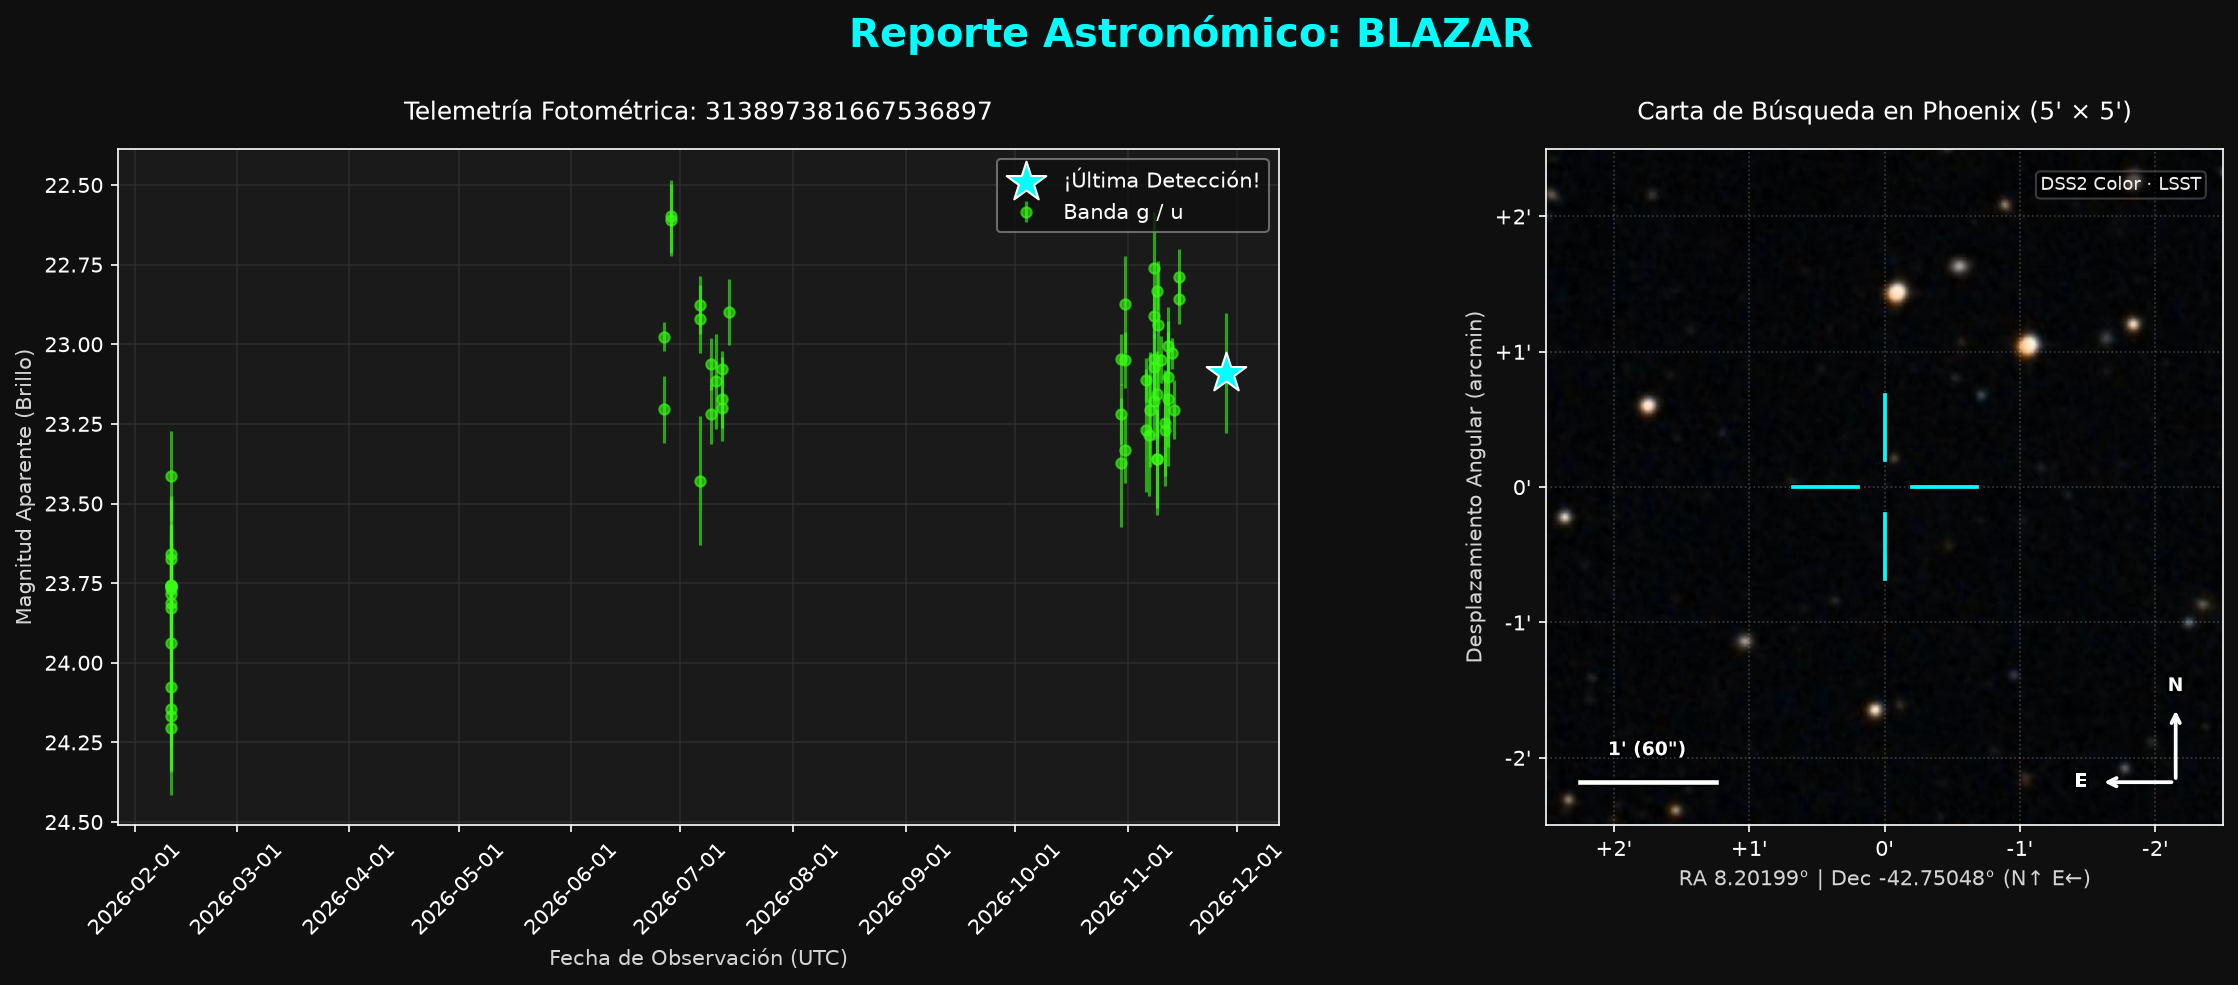 Reporte Astronómico: BLAZAR
Telemetría Fotométrica: 313897381667536897
Magnitud Aparente (Brillo)
22.50
22.75
23.00
23.25
23.50
23.75
24.00
24.25
24.50
¡Última Detección!
Banda g / u
2026-02-01
2026-03-01
2026-04-01
2026-05-01
2026-06-01
2026-07-01
2026-08-01
2026-09-01
2026-10-01
2026-11-01
2026-12-01
Fecha de Observación (UTC)
Carta de Búsqueda en Phoenix (5' × 5')
Desplazamiento Angular (arcmin)
+2'
+1'
0'
-1'
-2'
DSS2 Color · LSST
1' (60")
N
E
+2'
+1'
0'
-1'
-2'
RA 8.20199° | Dec -42.75048° (N↑ E←)